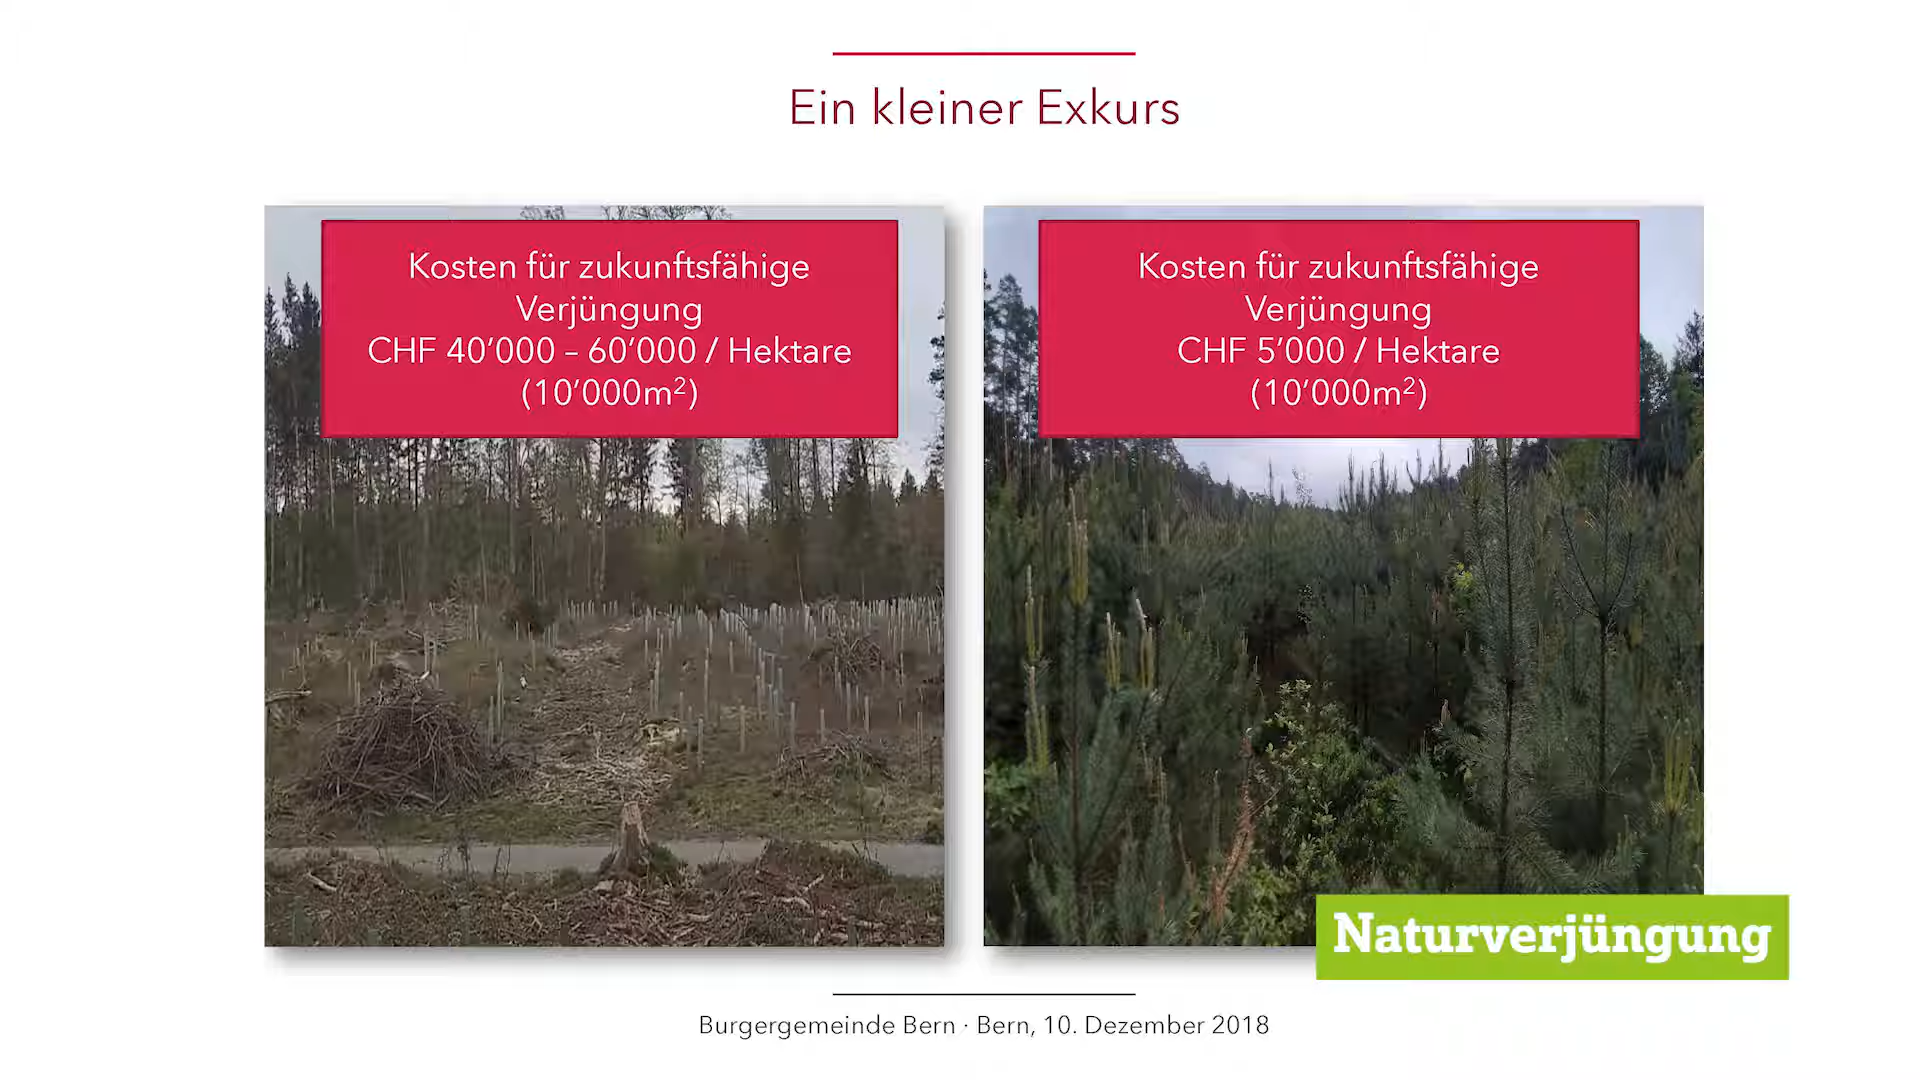 Ein kleiner Exkurs
Kosten für zukunftsfähige
Verjüngung
CHF 40’000 – 60’000 / Hektare
(10’000m²)
Kosten für zukunftsfähige
Verjüngung
CHF 5’000 / Hektare
(10’000m²)
Naturverjüngung
Burgergemeinde Bern · Bern, 10. Dezember 2018